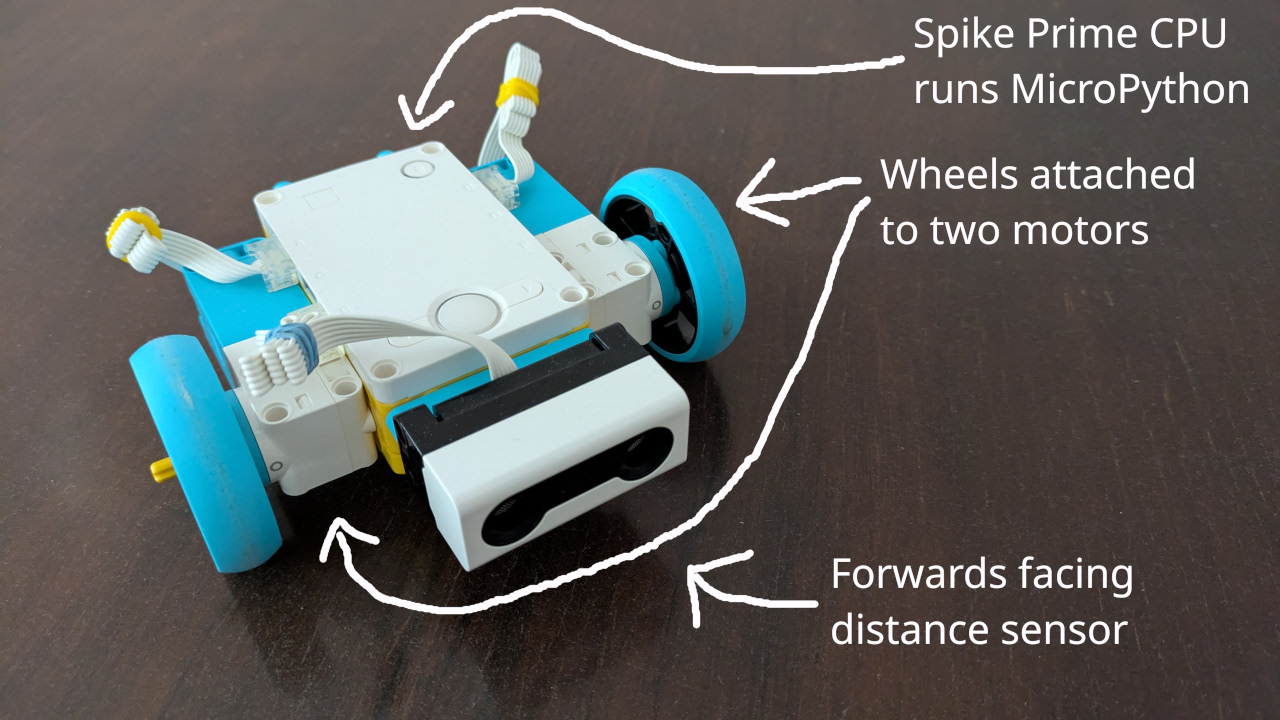 Spike Prime CPU
runs MicroPython
Wheels attached
to two motors
Forwards facing
distance sensor